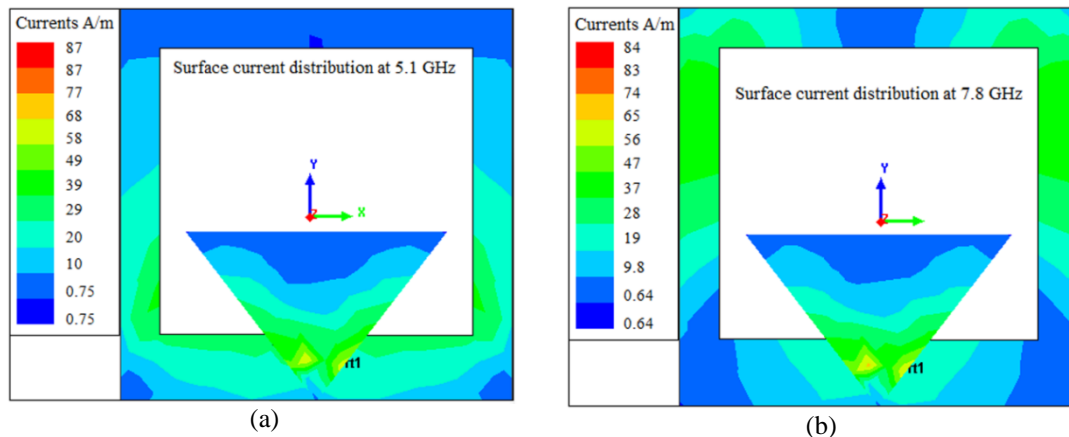 Currents A/m
87
87
77
68
58
49
39
29
20
10
0.75
0.75
Surface current distribution at 5.1 GHz
Y
Z
X
rt1
(a)
Currents A/m
84
83
74
65
56
47
37
28
19
9.8
0.64
0.64
Surface current distribution at 7.8 GHz
Y
Z
rt1
(b)